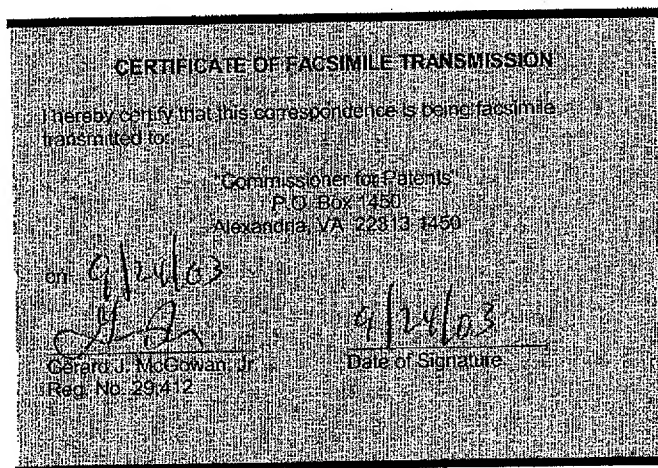 CERTIFICATE OF FACSIMILE TRANSMISSION
I hereby certify that this correspondence is being facsimile
transmitted to:
"Commissioner for Patents"
P.O. Box 1450
Alexandria, VA 22313-1450
on 9/24/03
9/24/03
Gerard J. McGowan, Jr.
Date of Signature
Reg. No. 29,412